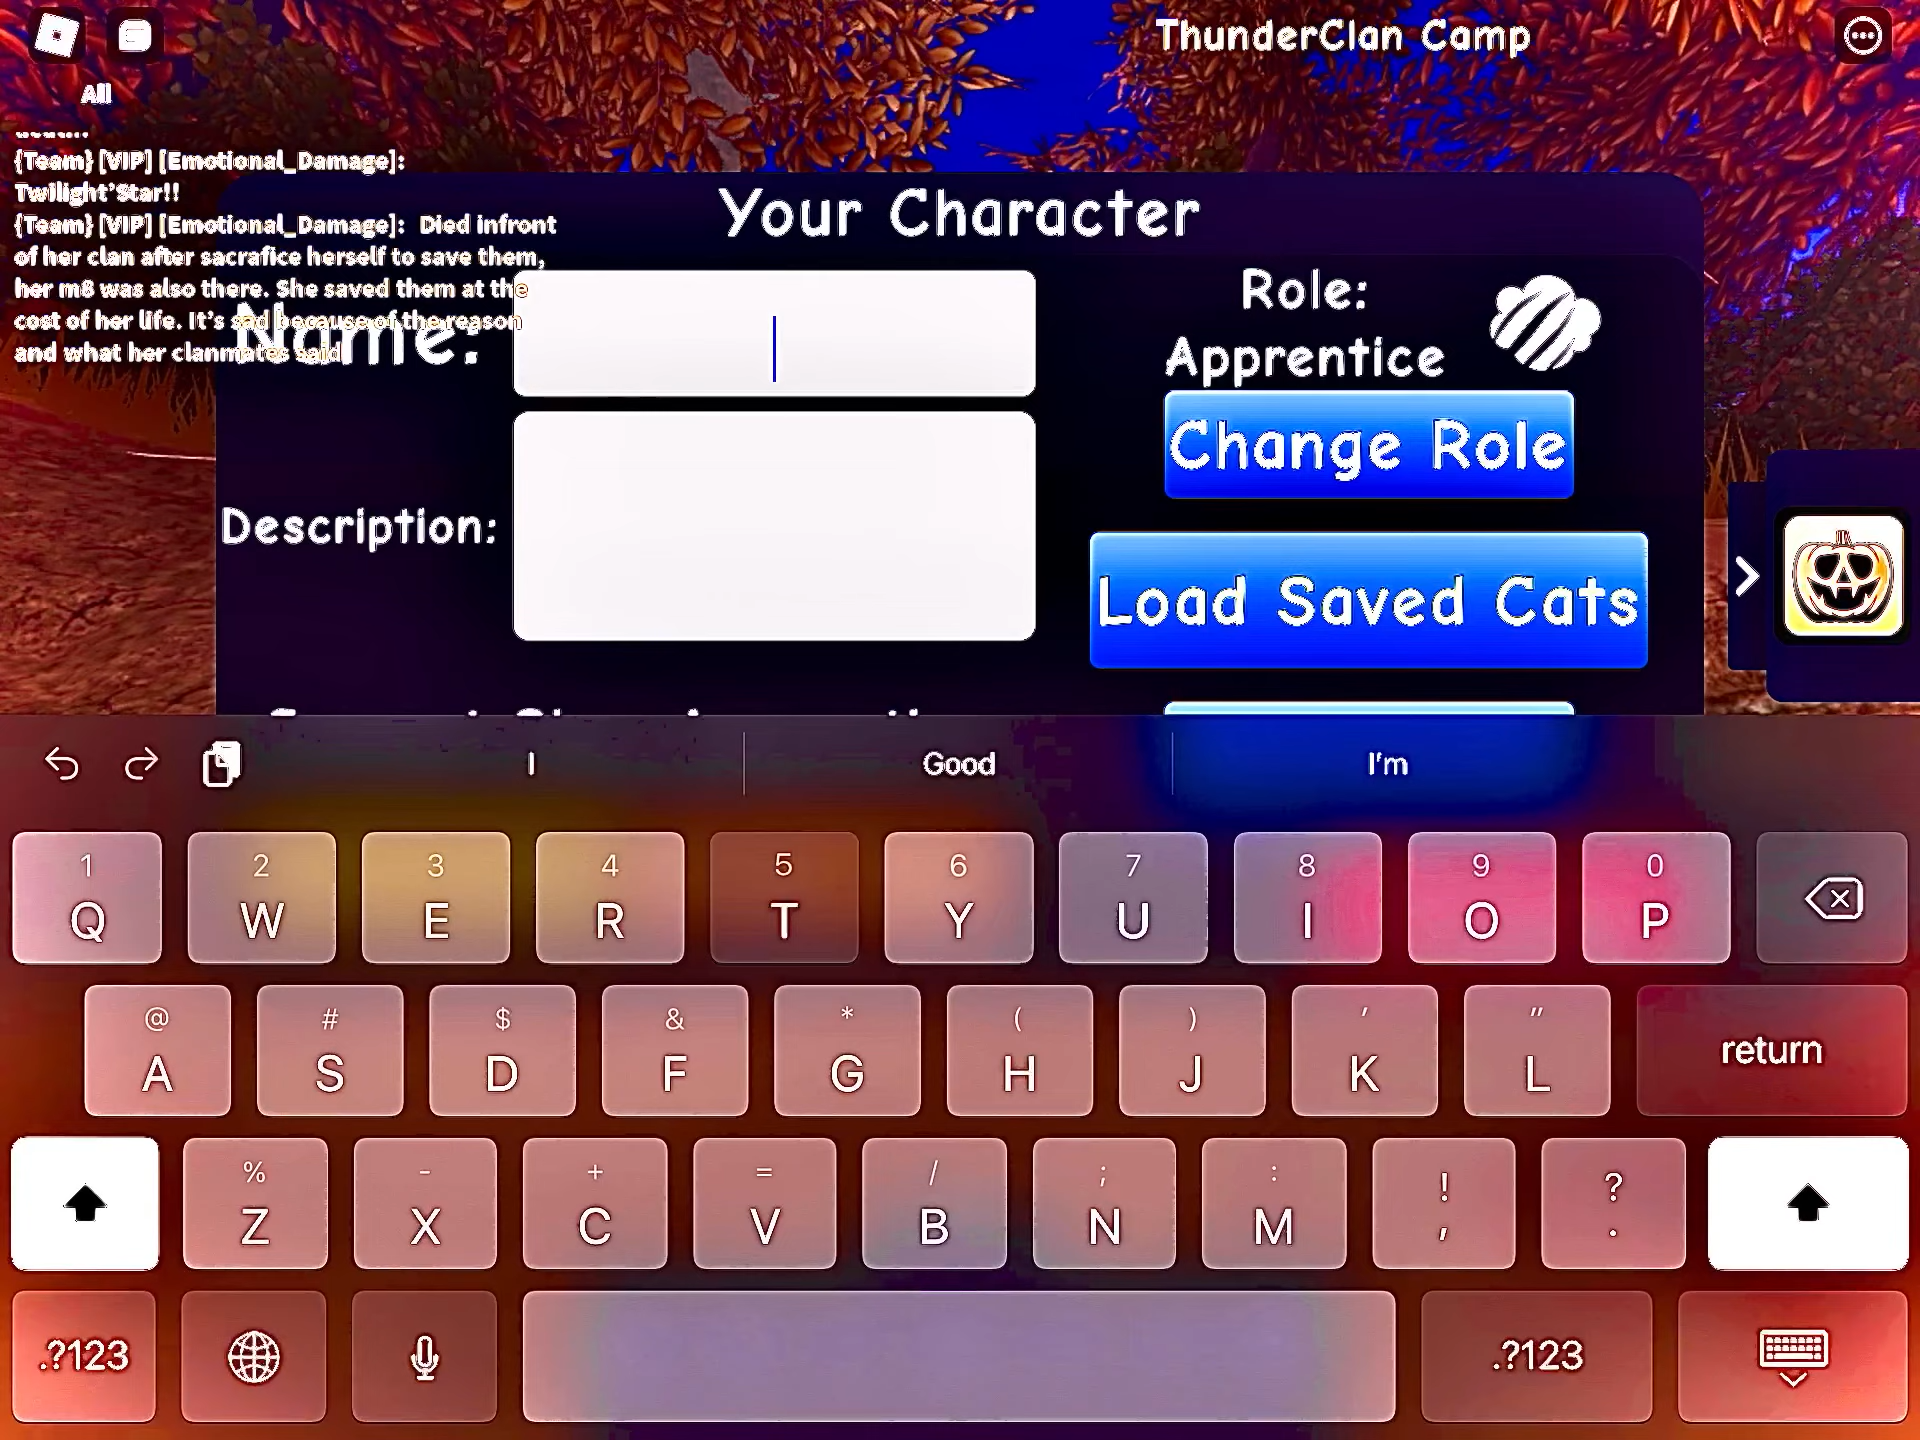 ThunderClan Camp
All
{Team} [VIP] [Emotional_Damage]:
Twilight'Star!!
{Team} [VIP] [Emotional_Damage]: Died infront
of her clan after sacrafice herself to save them,
her m8 was also there. She saved them at the
cost of her life. It's sad because of the reason
and what her clanmates said
Your Character
Name:
Role:
Apprentice
Change Role
Description:
Load Saved Cats
I
Good
I'm
1 2 3 4 5 6 7 8 9 0
Q W E R T Y U I O P
@ # $ & * ( ) ' "
A S D F G H J K L
return
% - + = / ; : ! ?
Z X C V B N M , .
.?123
.?123